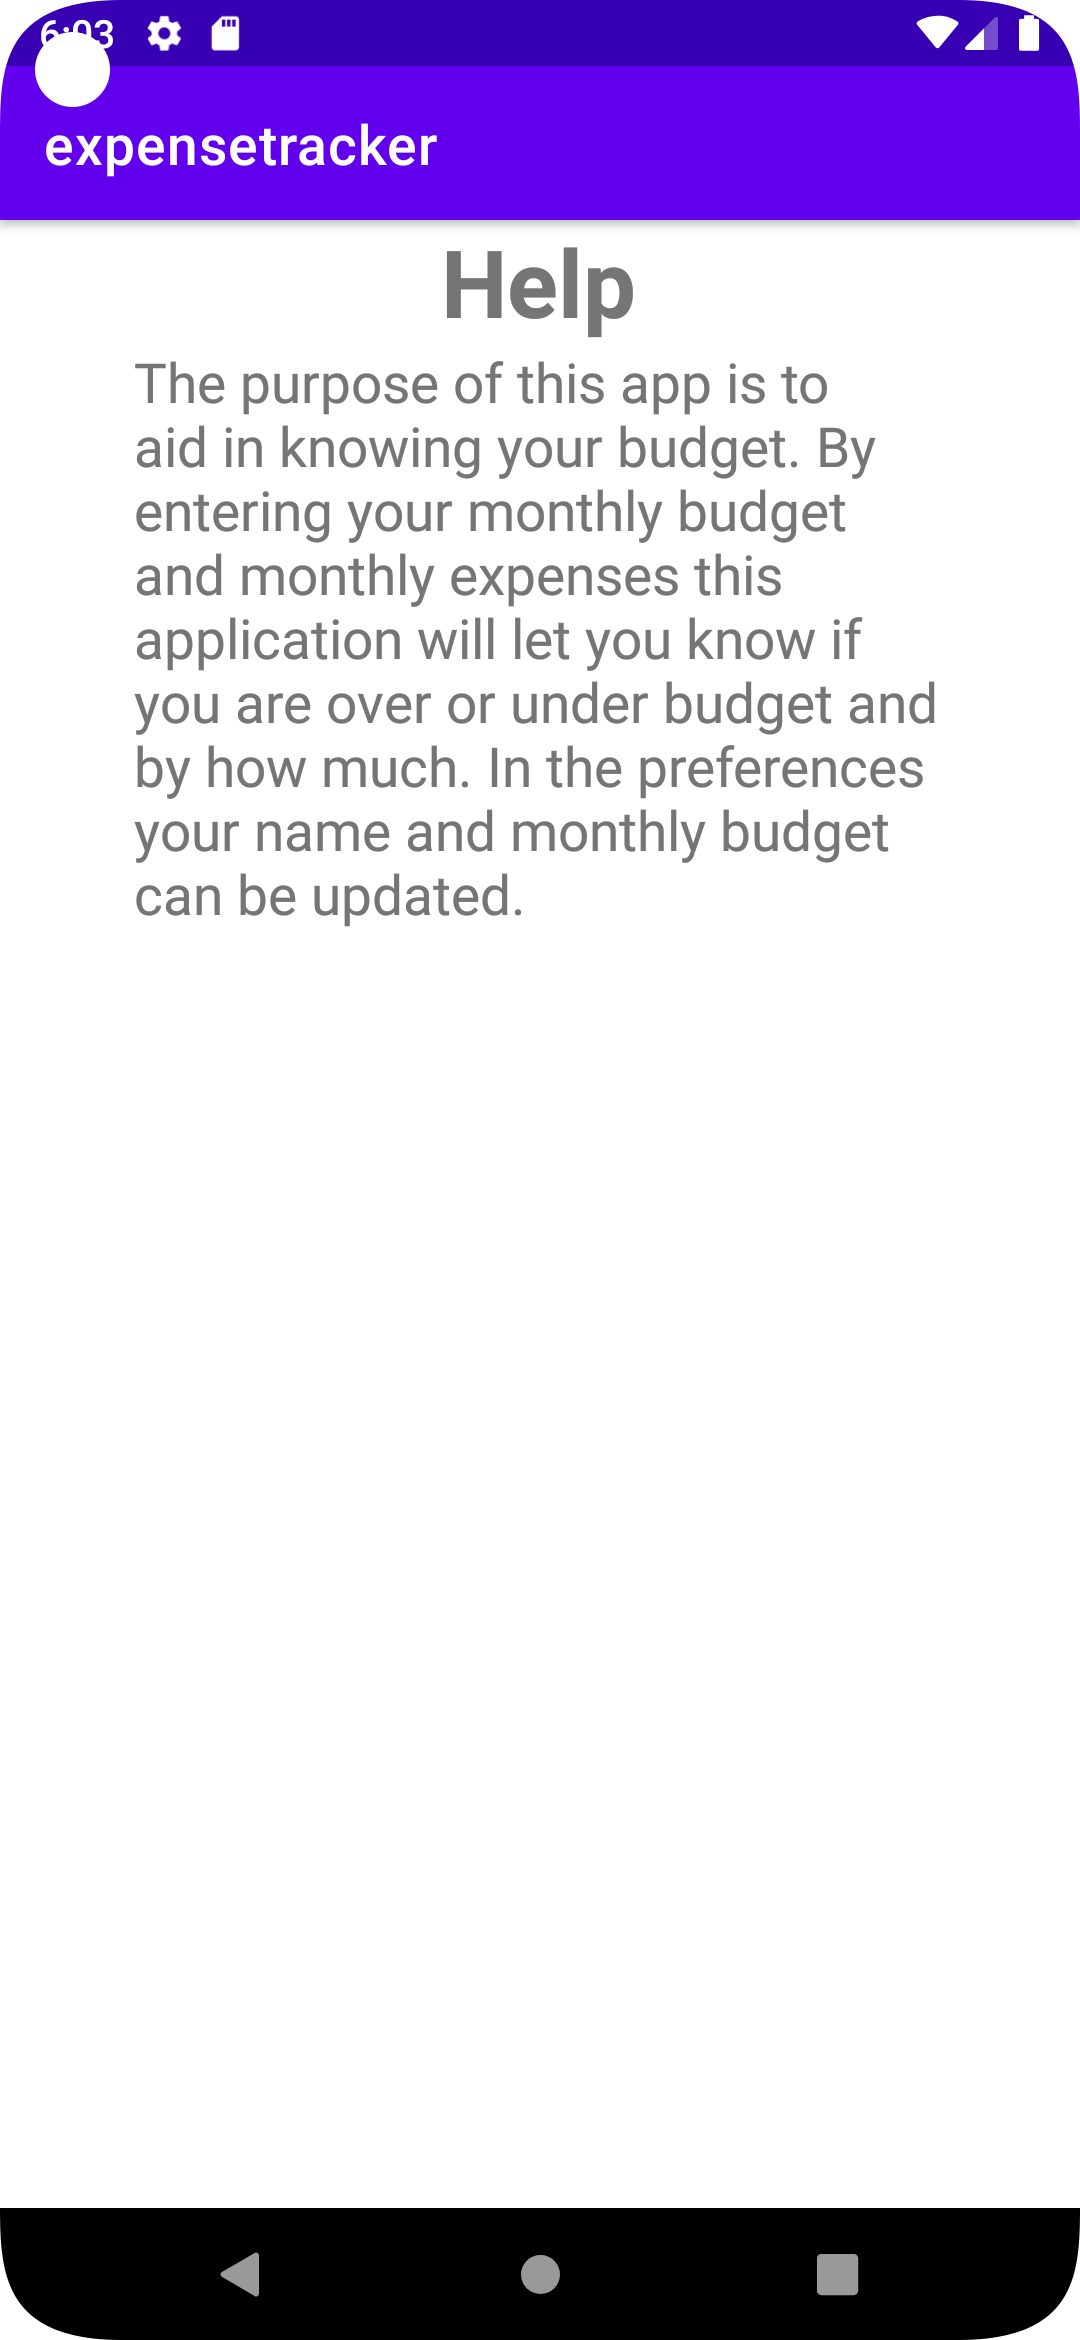 6:03
expensetracker
Help
The purpose of this app is to
aid in knowing your budget. By
entering your monthly budget
and monthly expenses this
application will let you know if
you are over or under budget and
by how much. In the preferences
your name and monthly budget
can be updated.